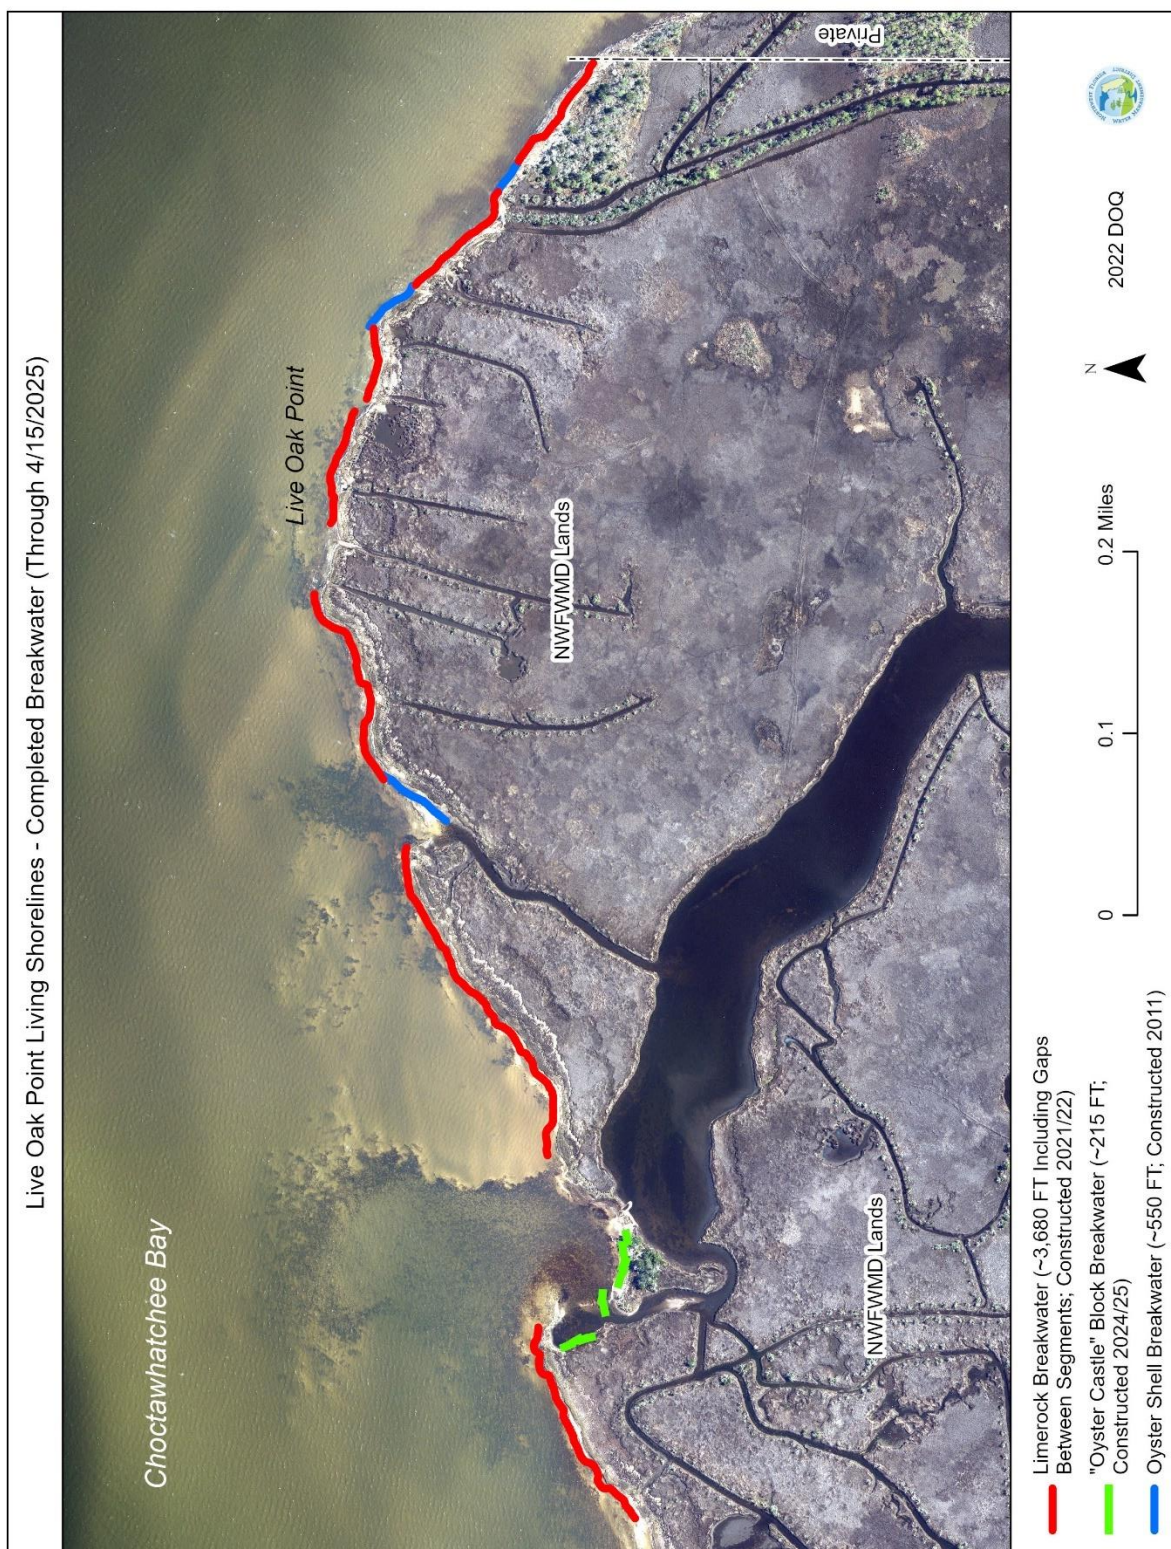 Live Oak Point Living Shorelines - Completed Breakwater (Through 4/15/2025)
Choctawhatchee Bay
Live Oak Point
Private
NWFWMD Lands
NWFWMD Lands
Limerock Breakwater (~3,680 FT Including Gaps
Between Segments; Constructed 2021/22)
"Oyster Castle" Block Breakwater (~215 FT;
Constructed 2024/25)
Oyster Shell Breakwater (~550 FT; Constructed 2011)
0 0.1 0.2 Miles
N
2022 DOQ